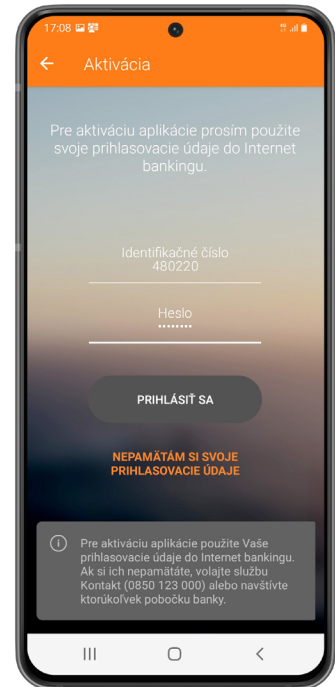 17:08
Aktivácia
Pre aktiváciu aplikácie prosím použite
svoje prihlasovacie údaje do Internet
bankingu.
Identifikačné číslo
480220
Heslo
••••••••
PRIHLÁSIŤ SA
NEPAMÄTÁM SI SVOJE
PRIHLASOVACIE ÚDAJE
Pre aktiváciu aplikácie použite Vaše
prihlasovacie údaje do Internet bankingu.
Ak si ich nepamätáte, volajte službu
Kontakt (0850 123 000) alebo navštívte
ktorúkoľvek pobočku banky.